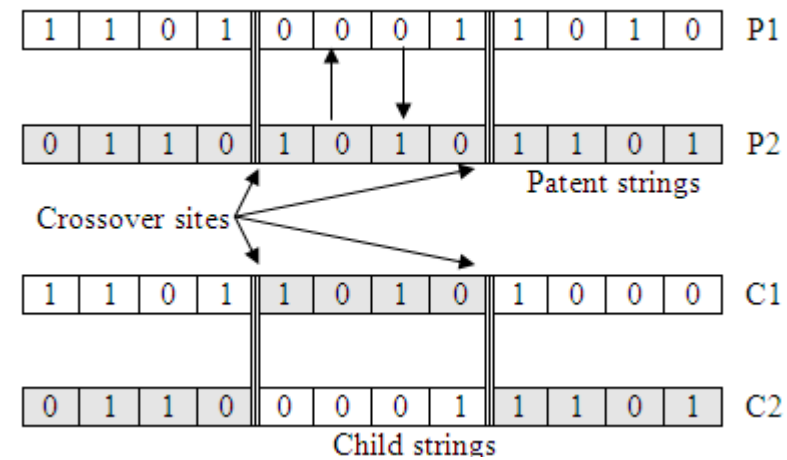 1 1 0 1 0 0 0 1 1 0 1 0 P1
0 1 1 0 1 0 1 0 1 1 0 1 P2
Patent strings
Crossover sites
1 1 0 1 1 0 1 0 1 0 0 0 C1
0 1 1 0 0 0 0 1 1 1 0 1 C2
Child strings